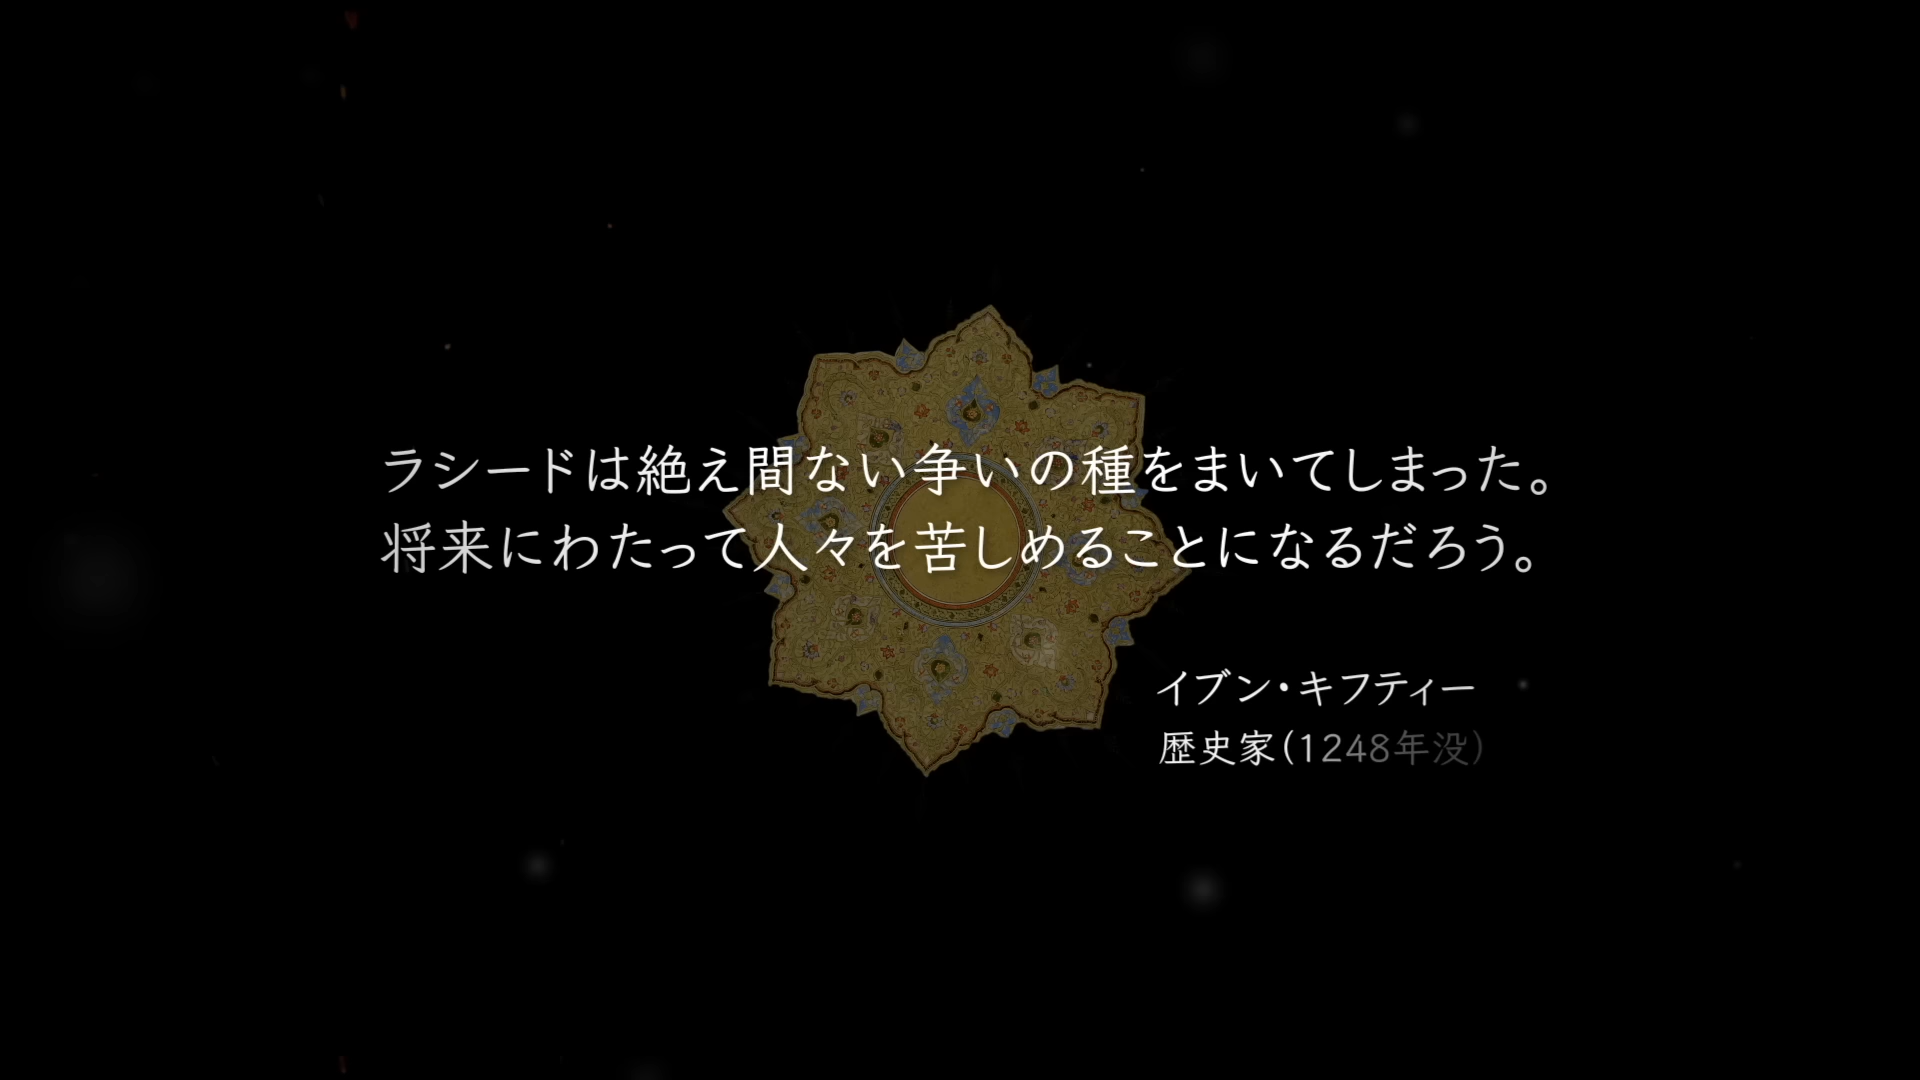 ラシードは絶え間ない争いの種をまいてしまった。
将来にわたって人々を苦しめることになるだろう。
イブン・キフティー
歴史家(1248年没)